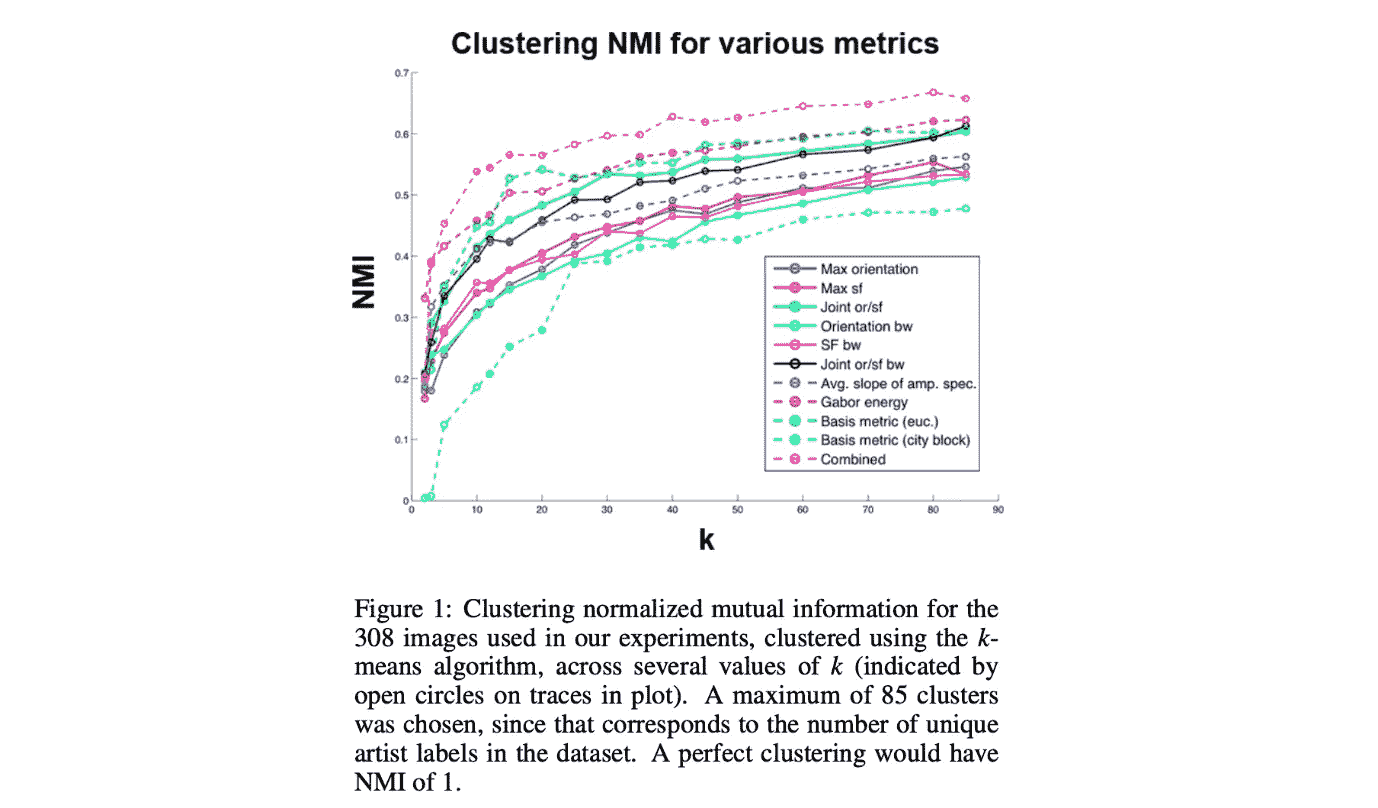 Clustering NMI for various metrics
0.7
0.6
0.5
0.4
0.3
0.2
0.1
0
NMI
0 10 20 30 40 50 60 70 80 90
k
Max orientation
Max sf
Joint or/sf
Orientation bw
SF bw
Joint or/sf bw
Avg. slope of amp. spec.
Gabor energy
Basis metric (euc.)
Basis metric (city block)
Combined
Figure 1: Clustering normalized mutual information for the
308 images used in our experiments, clustered using the k-
means algorithm, across several values of k (indicated by
open circles on traces in plot). A maximum of 85 clusters
was chosen, since that corresponds to the number of unique
artist labels in the dataset. A perfect clustering would have
NMI of 1.